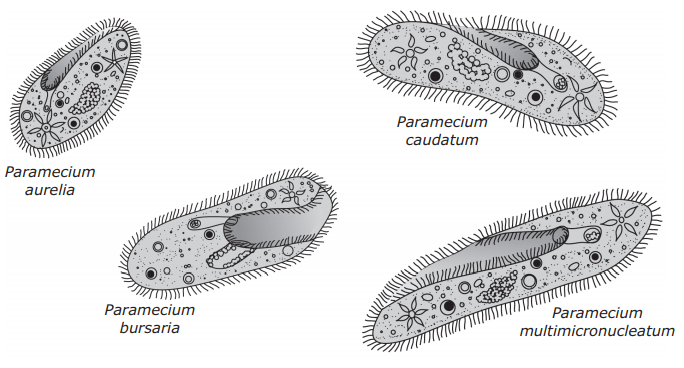 Paramecium
aurelia
Paramecium
caudatum
Paramecium
bursaria
Paramecium
multimicronucleatum